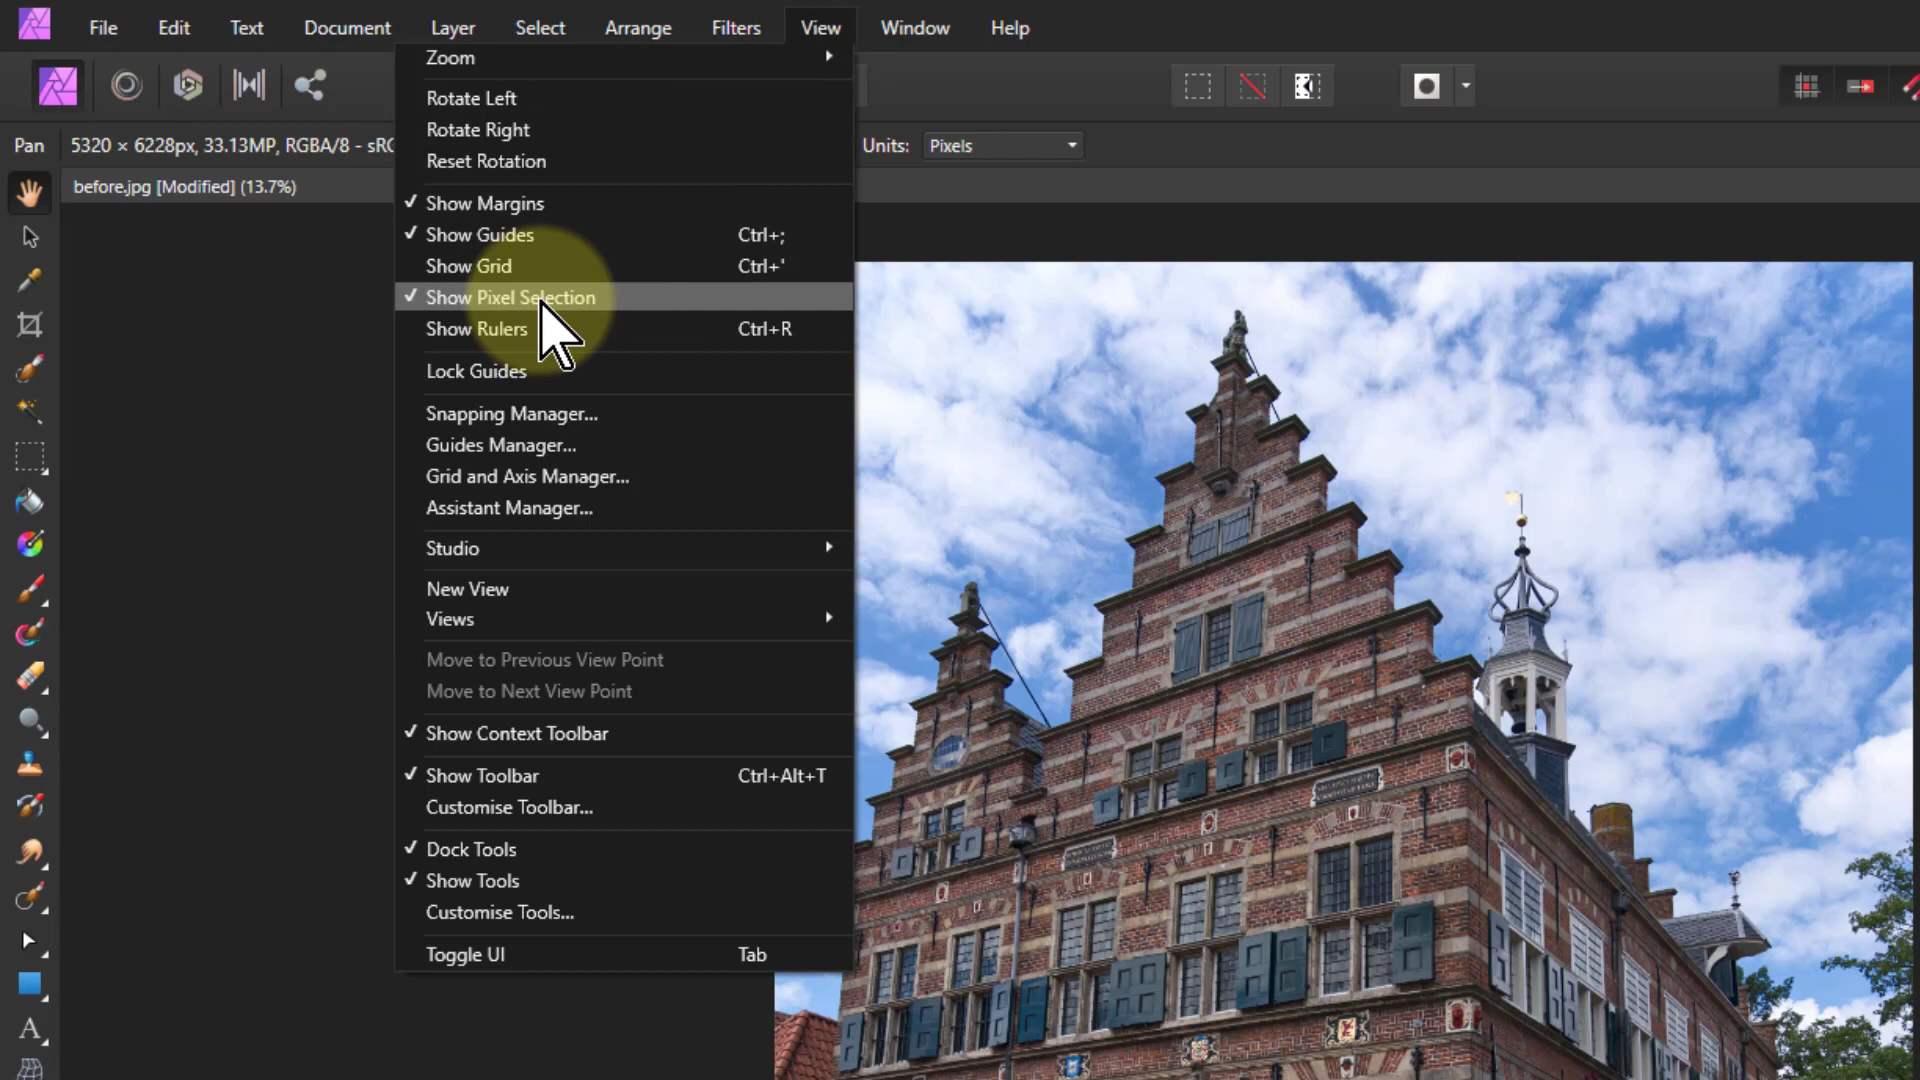 File Edit Text Document Layer Select Arrange Filters View Window Help
Pan 5320 × 6228px, 33.13MP, RGBA/8 - sRG Units: Pixels
before.jpg [Modified] (13.7%)
Zoom
Rotate Left
Rotate Right
Reset Rotation
Show Margins
Show Guides Ctrl+;
Show Grid Ctrl+'
Show Pixel Selection
Show Rulers Ctrl+R
Lock Guides
Snapping Manager...
Guides Manager...
Grid and Axis Manager...
Assistant Manager...
Studio
New View
Views
Move to Previous View Point
Move to Next View Point
Show Context Toolbar
Show Toolbar Ctrl+Alt+T
Customise Toolbar...
Dock Tools
Show Tools
Customise Tools...
Toggle UI Tab